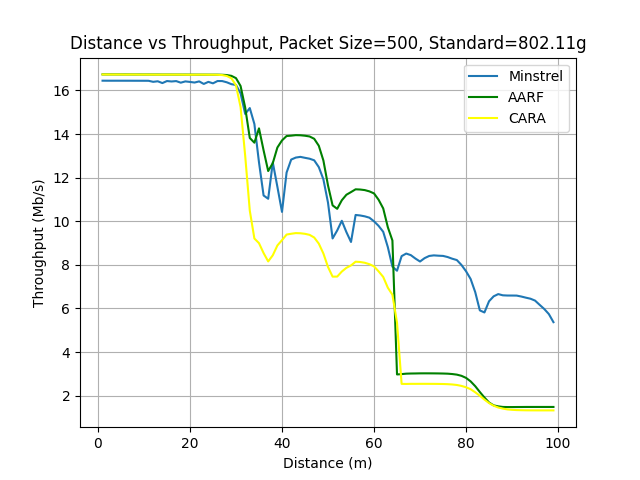 Distance vs Throughput, Packet Size=500, Standard=802.11g
Minstrel
AARF
CARA
16
14
12
10
8
6
4
2
Throughput (Mb/s)
0 20 40 60 80 100
Distance (m)